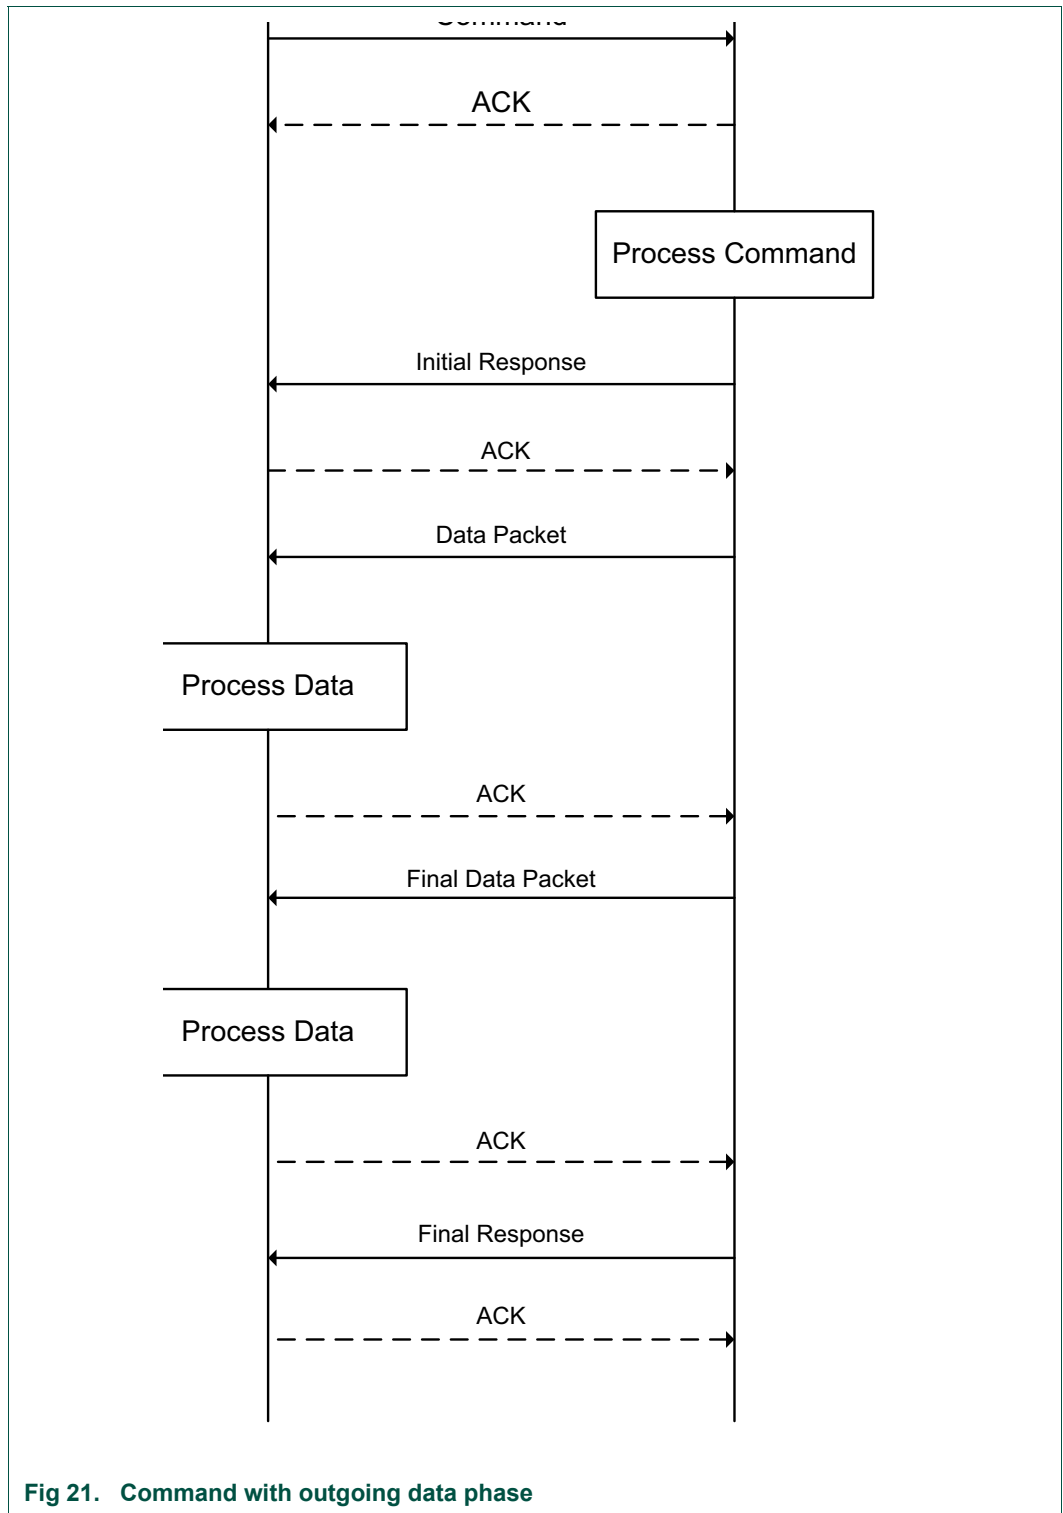 Command
ACK
Process Command
Initial Response
ACK
Data Packet
Process Data
ACK
Final Data Packet
Process Data
ACK
Final Response
ACK
Fig 21. Command with outgoing data phase